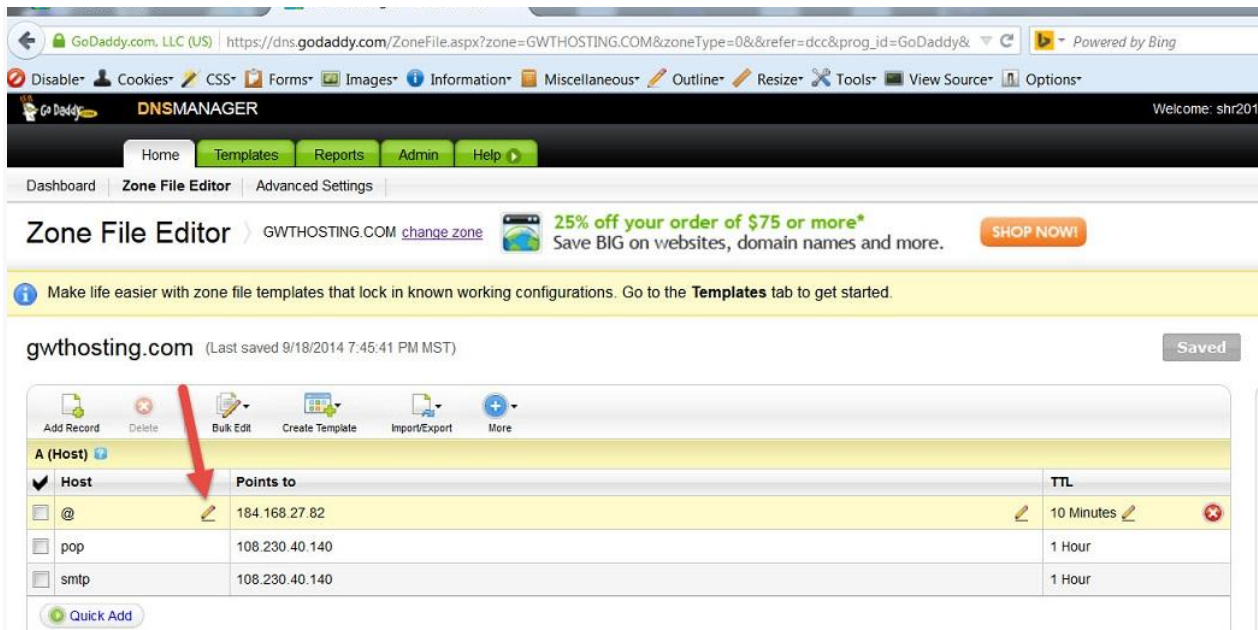 GoDaddy.com, LLC (US) https://dns.godaddy.com/ZoneFile.aspx?zone=GWTHOSTING.COM&zoneType=0&&refer=dcc&prog_id=GoDaddy& Powered by Bing
Disable Cookies CSS Forms Images Information Miscellaneous Outline Resize Tools View Source Options
Go Daddy.com DNSMANAGER Welcome: shr201
Home Templates Reports Admin Help
Dashboard Zone File Editor Advanced Settings
Zone File Editor GWTHOSTING.COM change zone
25% off your order of $75 or more*
Save BIG on websites, domain names and more.
SHOP NOW!
Make life easier with zone file templates that lock in known working configurations. Go to the Templates tab to get started.
gwthosting.com (Last saved 9/18/2014 7:45:41 PM MST) Saved
Add Record Delete Bulk Edit Create Template Import/Export More
A (Host)
Host Points to TTL
@ 184.168.27.82 10 Minutes
pop 108.230.40.140 1 Hour
smtp 108.230.40.140 1 Hour
Quick Add